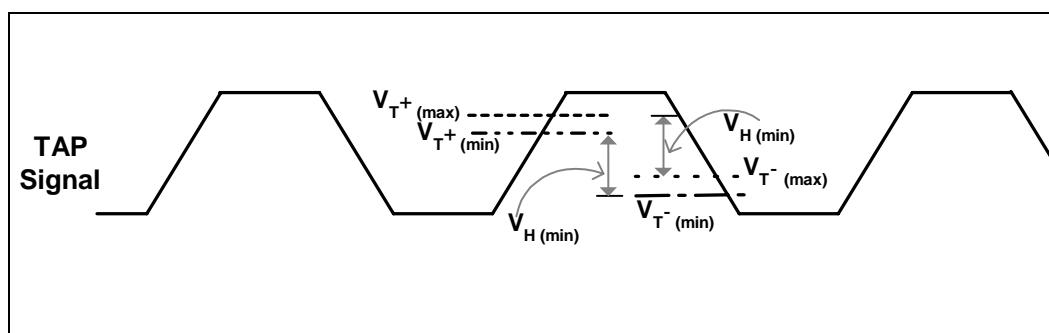 TAP
Signal
VT+ (max)
VT+ (min)
VH (min)
VH (min)
VT- (max)
VT- (min)